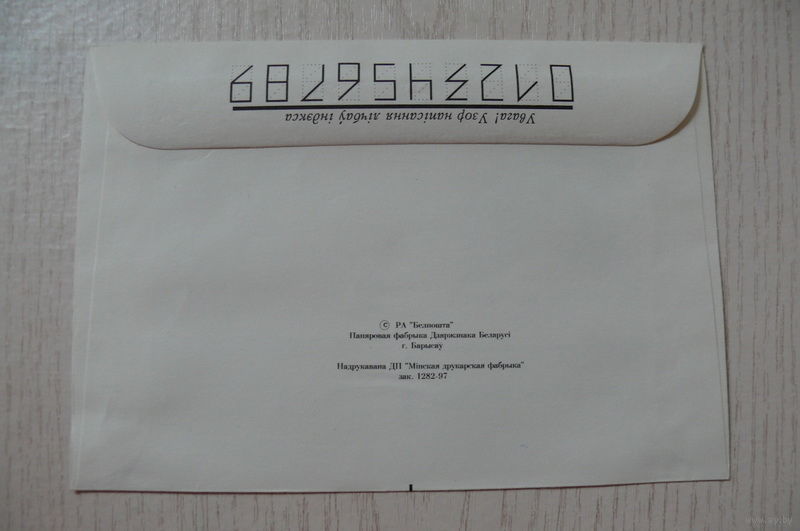 Увага! Узор напісання лічбаў індэкса
0123456789
© РА "Белпошта"
Папяровая фабрыка Дзяржзнака Беларусі
г. Барысаў
Надрукавана ДП "Мінская друкарская фабрыка"
зак. 1282-97